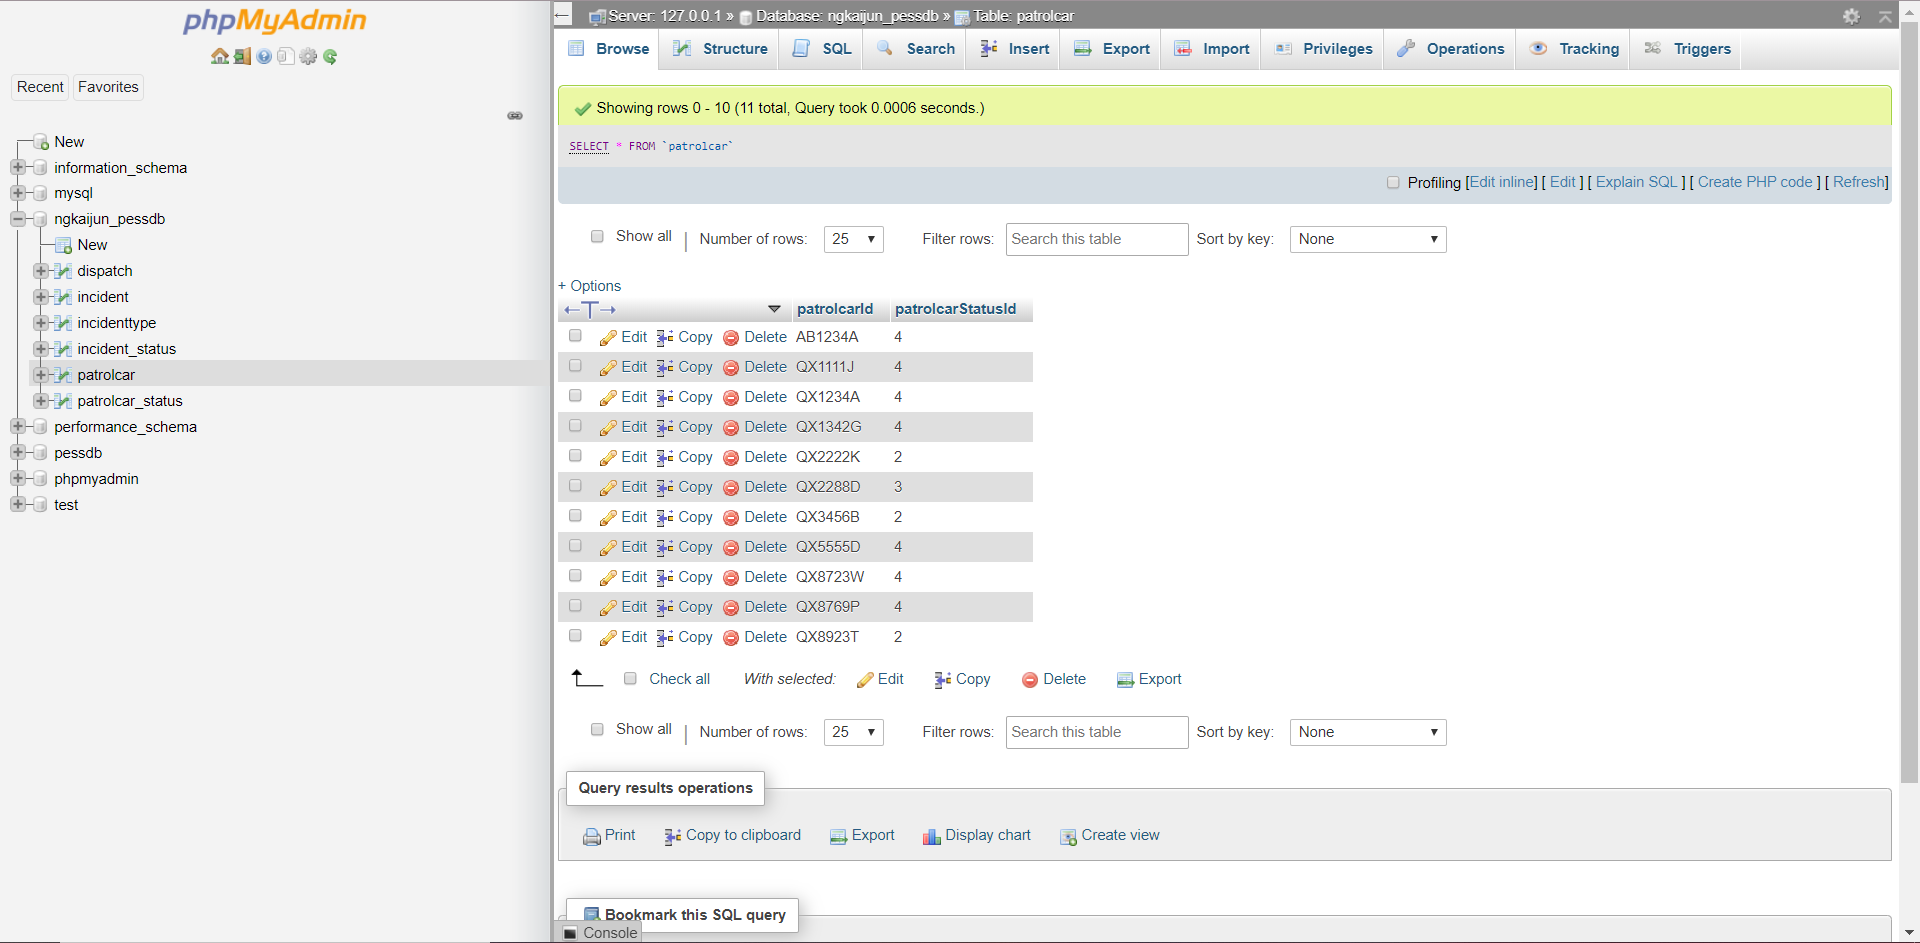 phpMyAdmin
Recent Favorites
New
information_schema
mysql
ngkaijun_pessdb
New
dispatch
incident
incidenttype
incident_status
patrolcar
patrolcar_status
performance_schema
pessdb
phpmyadmin
test
Server: 127.0.0.1 » Database: ngkaijun_pessdb » Table: patrolcar
Browse Structure SQL Search Insert Export Import Privileges Operations Tracking Triggers
Showing rows 0 - 10 (11 total, Query took 0.0006 seconds.)
SELECT * FROM `patrolcar`
Profiling [Edit inline] [ Edit ] [ Explain SQL ] [ Create PHP code ] [ Refresh]
Show all | Number of rows: 25 Filter rows: Search this table Sort by key: None
+ Options
←T→ patrolcarId patrolcarStatusId
Edit Copy Delete AB1234A 4
Edit Copy Delete QX1111J 4
Edit Copy Delete QX1234A 4
Edit Copy Delete QX1342G 4
Edit Copy Delete QX2222K 2
Edit Copy Delete QX2288D 3
Edit Copy Delete QX3456B 2
Edit Copy Delete QX5555D 4
Edit Copy Delete QX8723W 4
Edit Copy Delete QX8769P 4
Edit Copy Delete QX8923T 2
Check all With selected: Edit Copy Delete Export
Show all | Number of rows: 25 Filter rows: Search this table Sort by key: None
Query results operations
Print Copy to clipboard Export Display chart Create view
Bookmark this SQL query
Console